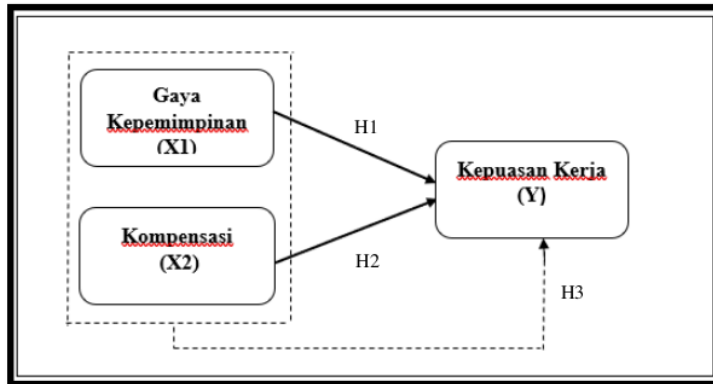 Gaya
Kepemimpinan
(X1)
H1
Kepuasan Kerja
(Y)
Kompensasi
(X2)
H2
H3